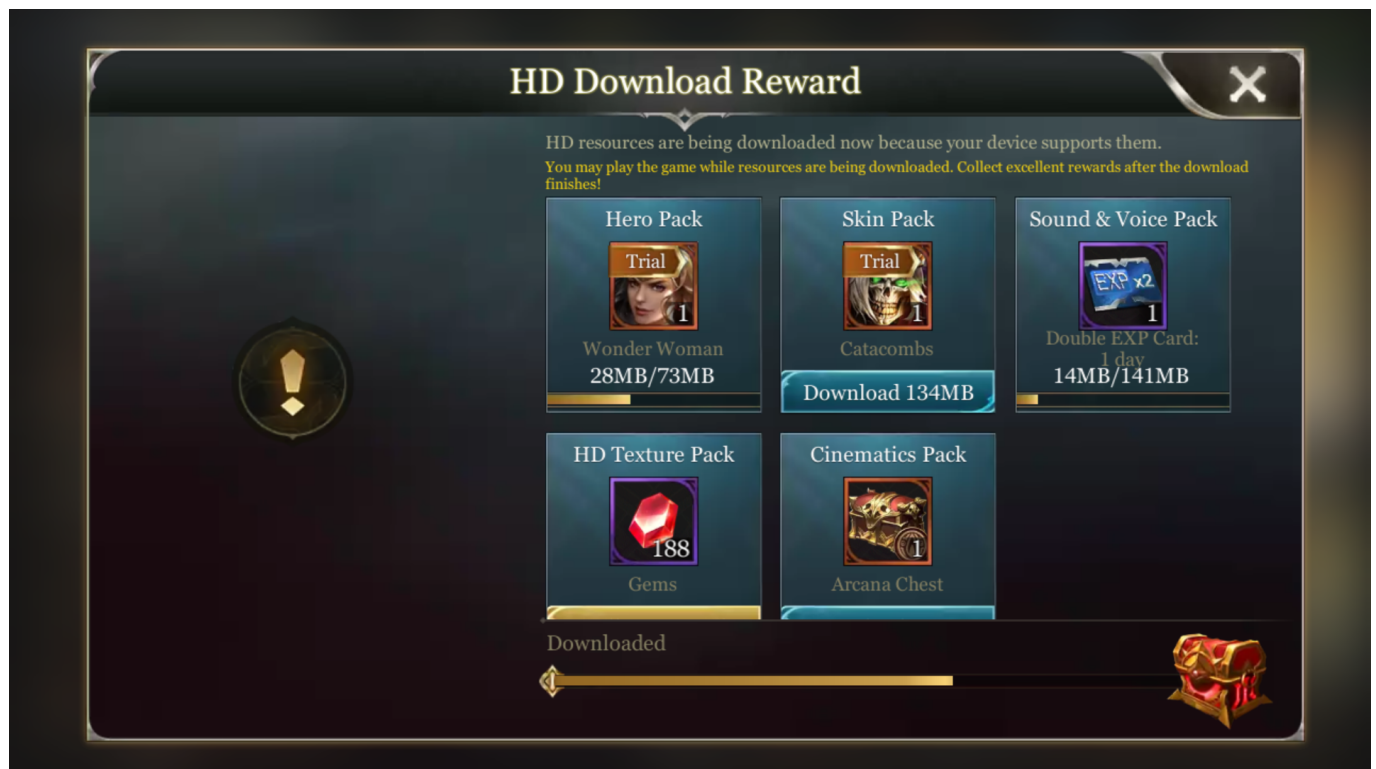 HD Download Reward
HD resources are being downloaded now because your device supports them.
You may play the game while resources are being downloaded. Collect excellent rewards after the download
finishes!
Hero Pack
Trial
1
Wonder Woman
28MB/73MB
Skin Pack
Trial
1
Catacombs
Download 134MB
Sound & Voice Pack
EXP x2
1
Double EXP Card:
1 day
14MB/141MB
HD Texture Pack
188
Gems
Cinematics Pack
1
Arcana Chest
Downloaded